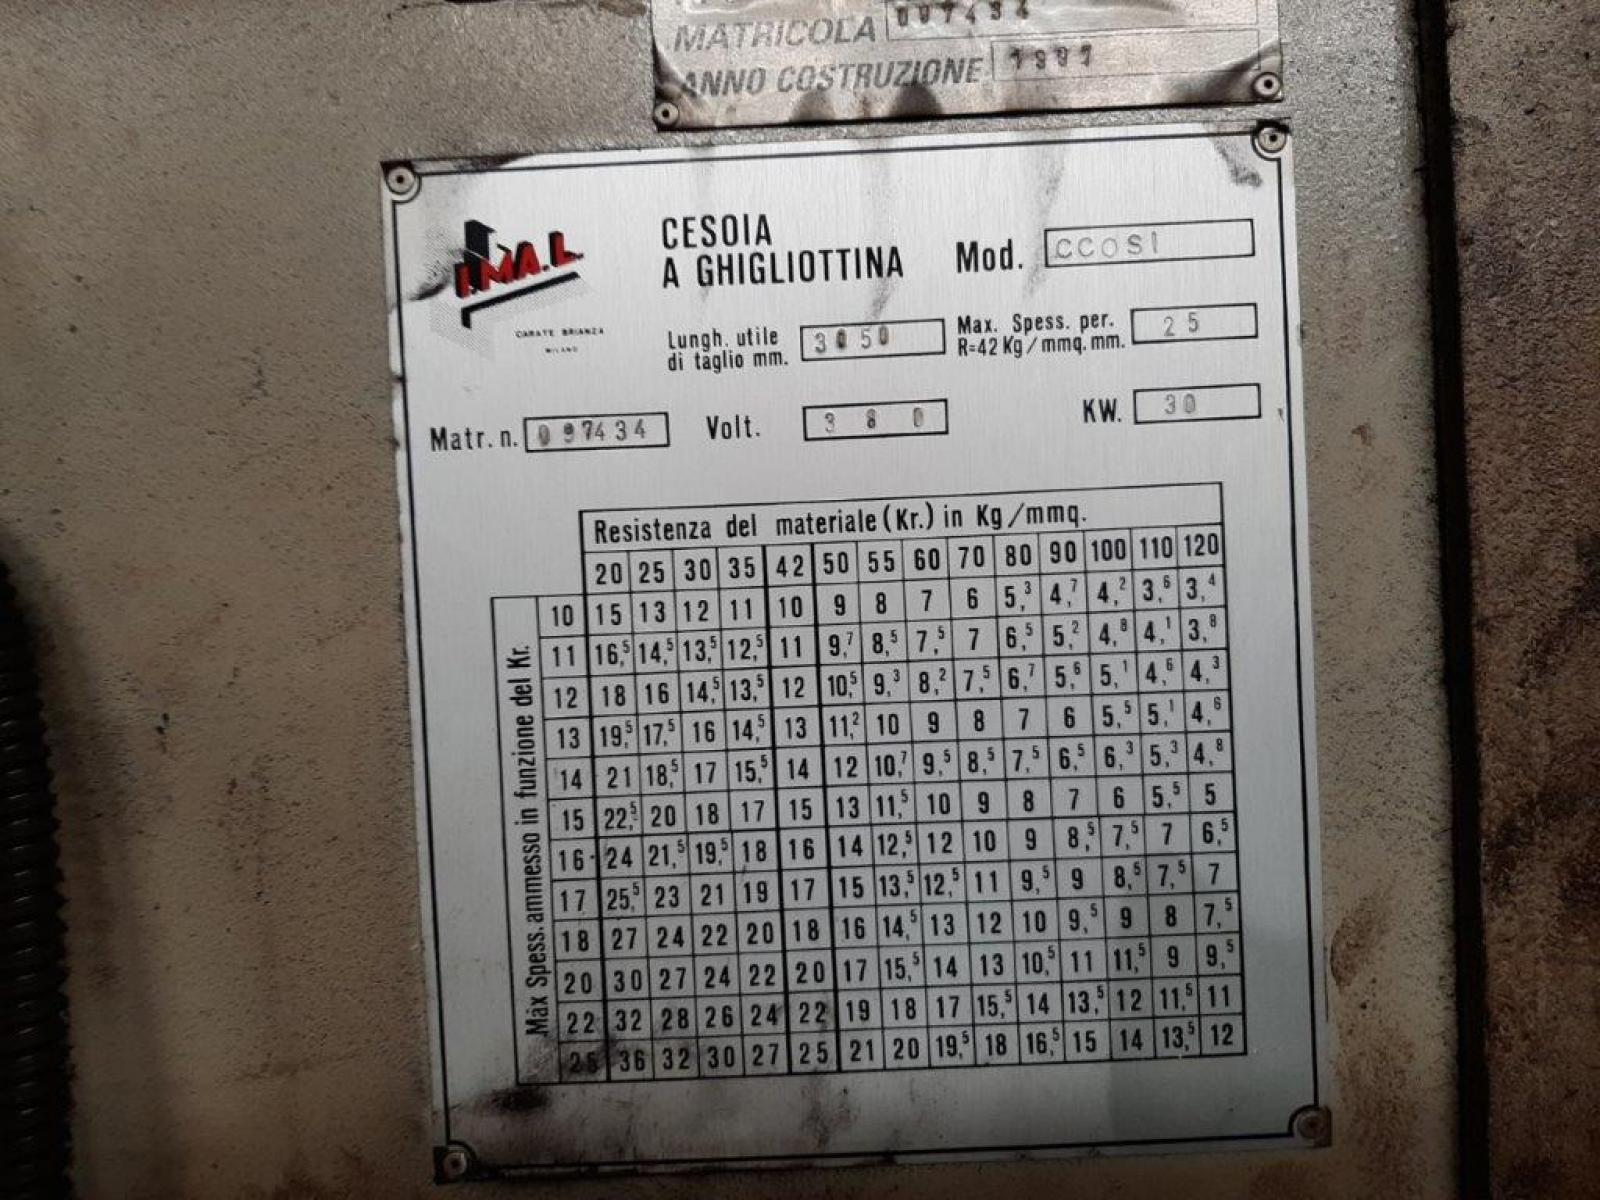 MATRICOLA 097434
ANNO COSTRUZIONE
I.MA.L.
CARATE BRIANZA
MILANO
CESOIA
A GHIGLIOTTINA
Mod. CCOSI
Lungh. utile
di taglio mm. 3050
Max. Spess. per.
R=42 Kg/mmq. mm. 25
Matr. n. 097434 Volt. 380 KW. 30
Resistenza del materiale (Kr.) in Kg/mmq.
20 25 30 35 42 50 55 60 70 80 90 100 110 120
Màx Spess. ammesso in funzione del Kr.
10 15 13 12 11 10 9 8 7 6 5,3 4,7 4,2 3,6 3,4
11 16,5 14,5 13,5 12,5 11 9,7 8,5 7,5 7 6,5 5,2 4,8 4,1 3,8
12 18 16 14,5 13,5 12 10,5 9,3 8,2 7,5 6,7 5,6 5,1 4,6 4,3
13 19,5 17,5 16 14,5 13 11,2 10 9 8 7 6 5,5 5,1 4,6
14 21 18,5 17 15,5 14 12 10,7 9,5 8,5 7,5 6,5 6,3 5,3 4,8
15 22,5 20 18 17 15 13 11,5 10 9 8 7 6 5,5 5
16 24 21,5 19,5 18 16 14 12,5 12 10 9 8,5 7,5 7 6,5
17 25,5 23 21 19 17 15 13,5 12,5 11 9,5 9 8,5 7,5 7
18 27 24 22 20 18 16 14,5 13 12 10 9,5 9 8 7,5
20 30 27 24 22 20 17 15,5 14 13 10,5 11 11,5 9 9,5
22 32 28 26 24 22 19 18 17 15,5 14 13,5 12 11,5 11
25 36 32 30 27 25 21 20 19,5 18 16,5 15 14 13,5 12